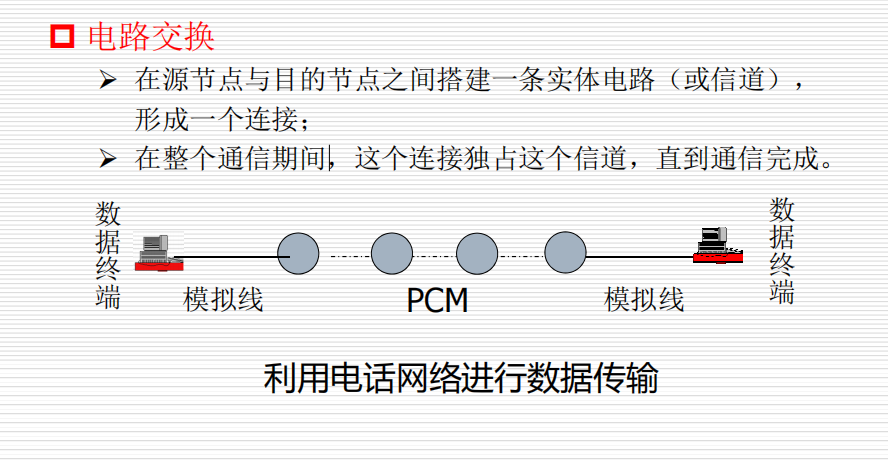 电路交换
在源节点与目的节点之间搭建一条实体电路（或信道），
形成一个连接；
在整个通信期间，这个连接独占这个信道，直到通信完成。
数据终端
数据终端
模拟线
PCM
模拟线
利用电话网络进行数据传输